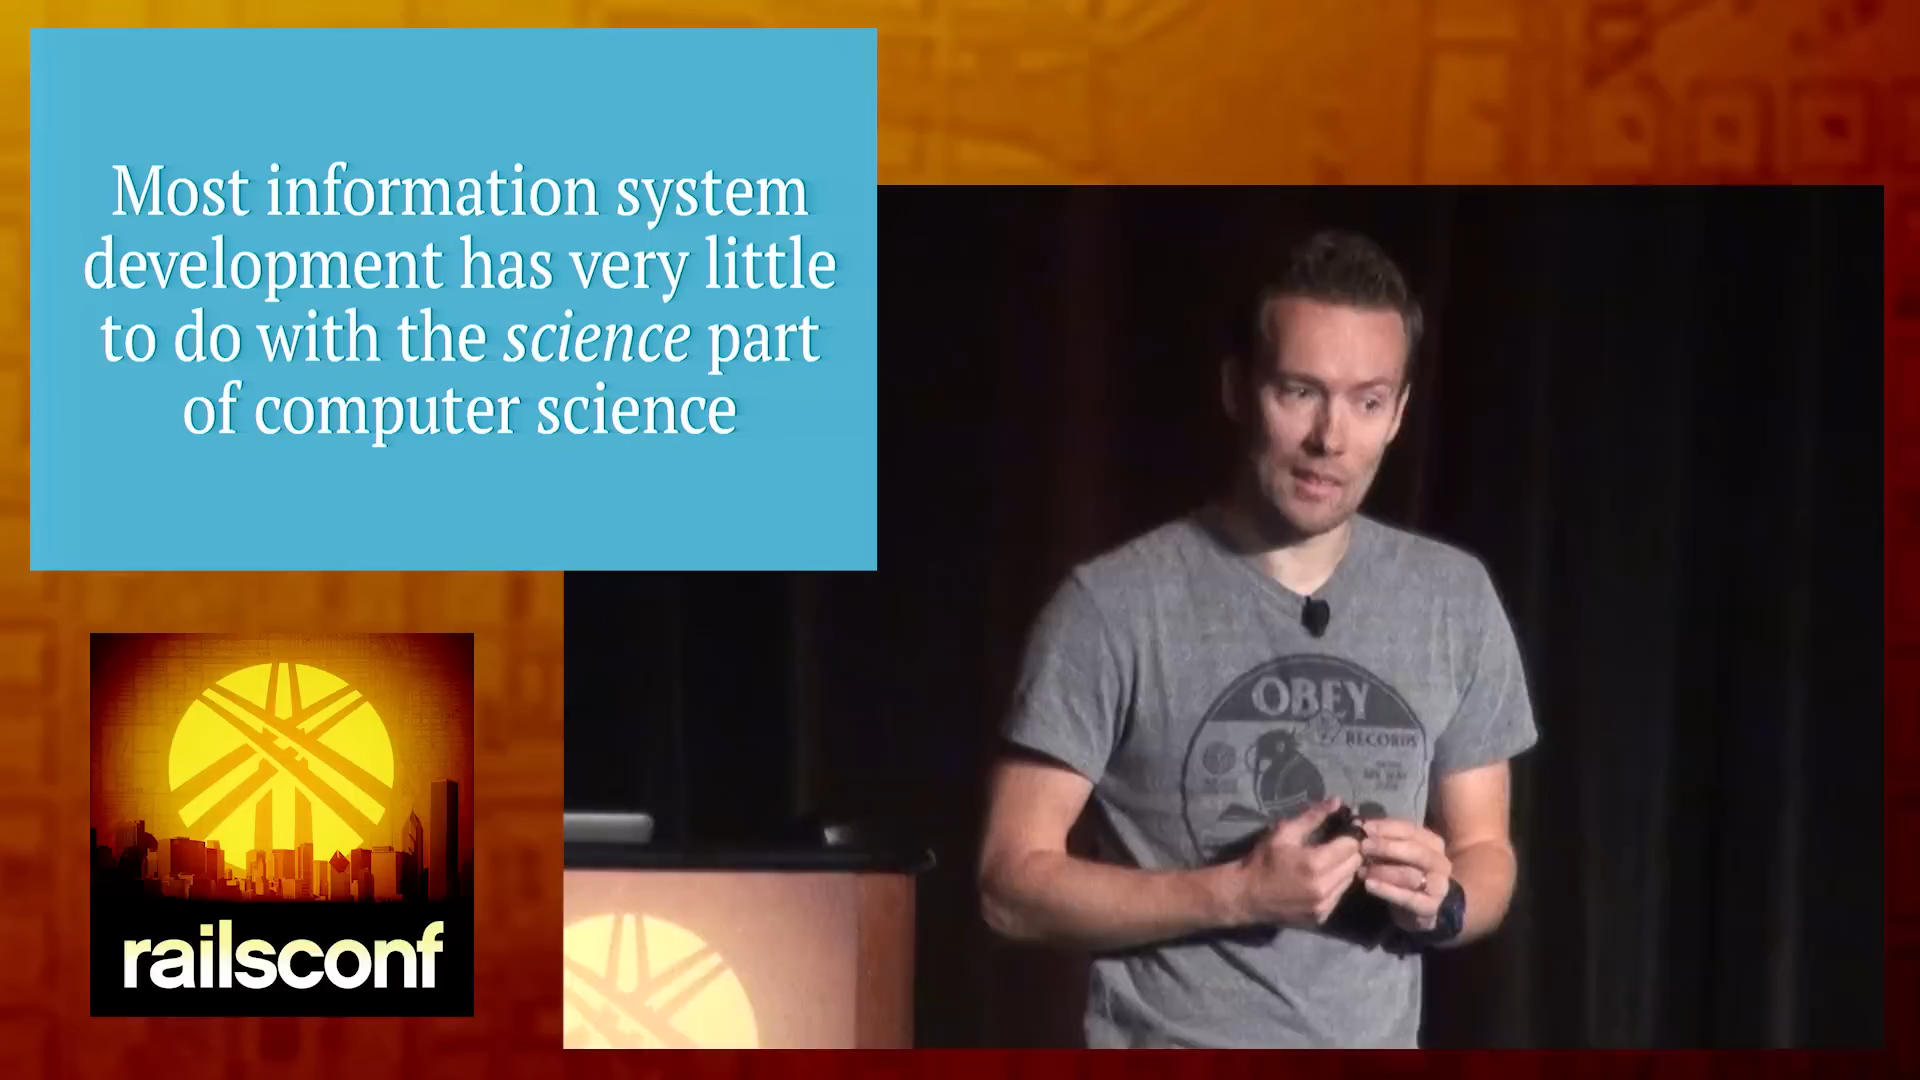 Most information system
development has very little
to do with the science part
of computer science
OBEY
RECORDS
railsconf